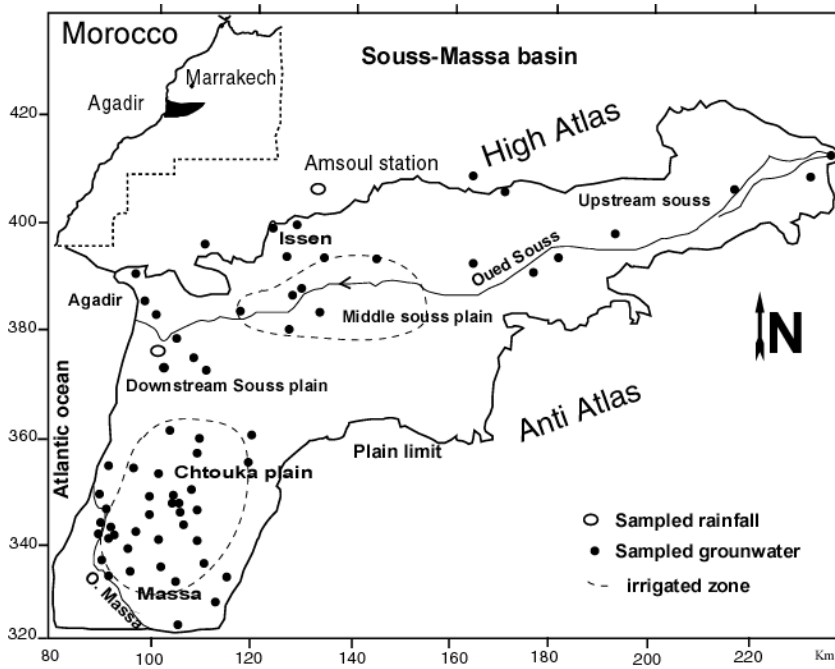 Morocco
Souss-Massa basin
Marrakech
Agadir
420
High Atlas
Amsoul station
Upstream souss
400
Issen
Oued Souss
Agadir
380
Middle souss plain
N
Downstream Souss plain
Anti Atlas
Atlantic ocean
360
Plain limit
Chtouka plain
Sampled rainfall
Sampled grounwater
340
Massa
irrigated zone
O. Massa
320
80 100 120 140 160 180 200 220 Km